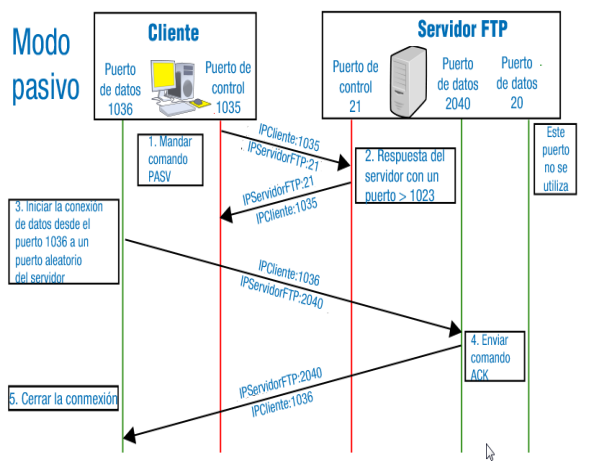 Modo
pasivo
Cliente
Puerto
de datos
1036
Puerto de
control
1035
Servidor FTP
Puerto de
control
21
Puerto
de datos
2040
Puerto
de datos
20
Este
puerto
no se
utiliza
1. Mandar
comando
PASV
IPCliente:1035
IPServidorFTP:21
2. Respuesta del
servidor con un
puerto > 1023
IPServidorFTP:21
IPCliente:1035
3. Iniciar la conexión
de datos desde el
puerto 1036 a un
puerto aleatorio
del servidor
IPCliente:1036
IPServidorFTP:2040
4. Enviar
comando
ACK
IPServidorFTP:2040
IPCliente:1036
5. Cerrar la conmexión